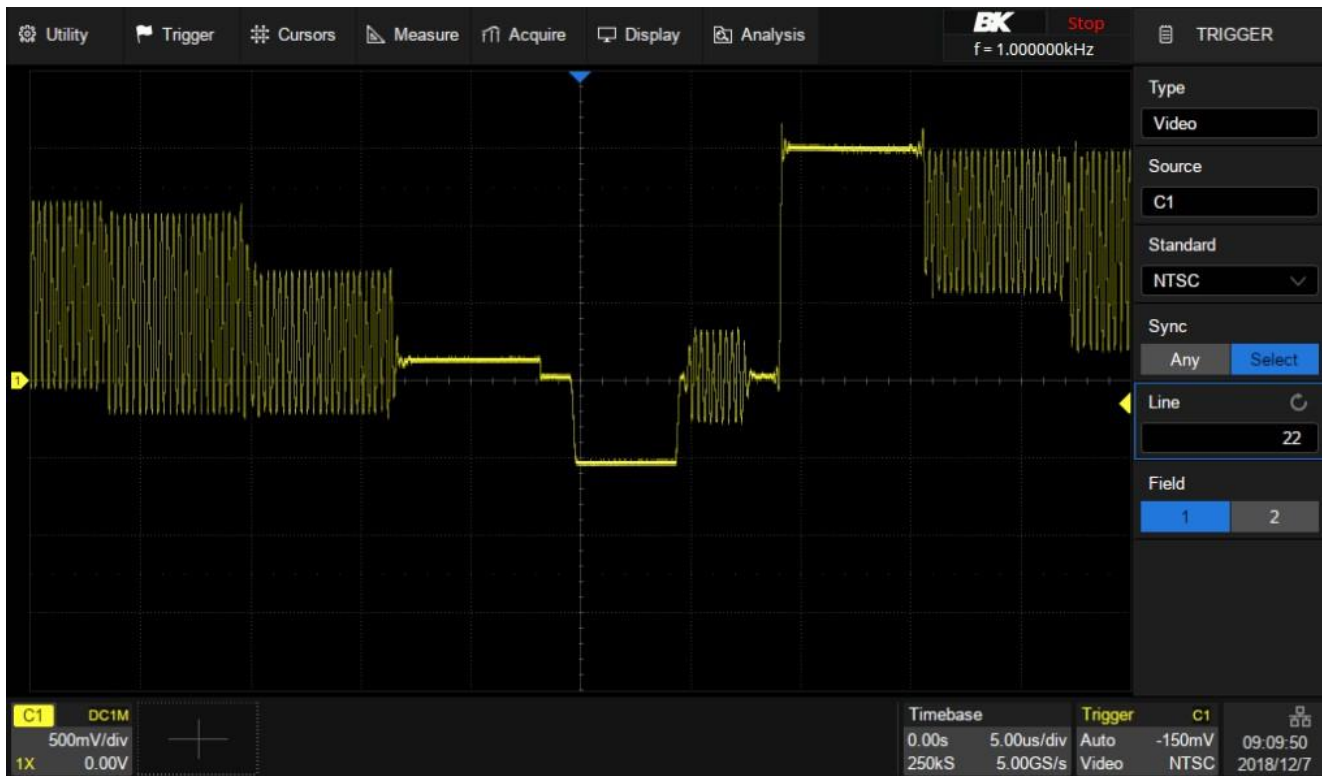 Utility Trigger Cursors Measure Acquire Display Analysis
BK Stop
f = 1.000000kHz
TRIGGER
Type
Video
Source
C1
Standard
NTSC
Sync
Any Select
Line
22
Field
1 2
1
C1 DC1M
500mV/div
1X 0.00V
Timebase
0.00s 5.00us/div
250kS 5.00GS/s
Trigger C1
Auto -150mV
Video NTSC
09:09:50
2018/12/7